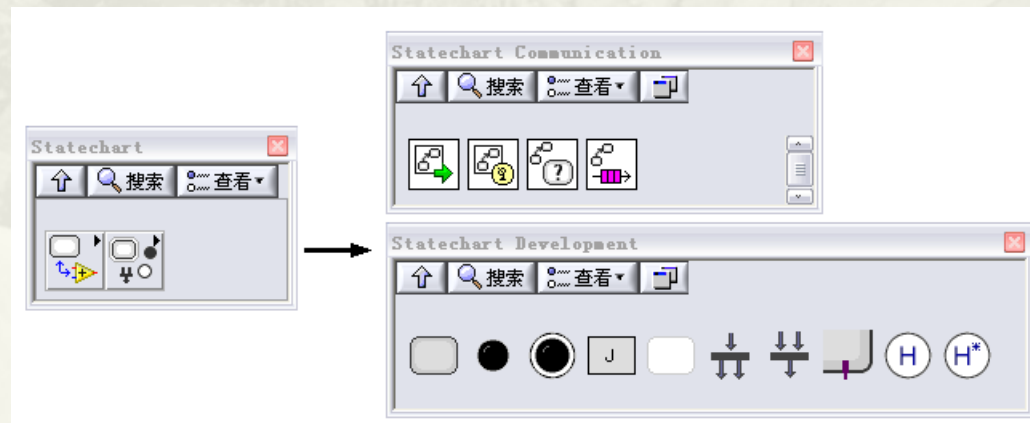 Statechart
搜索 查看
Statechart Communication
搜索 查看
?
Statechart Development
搜索 查看
J H H*